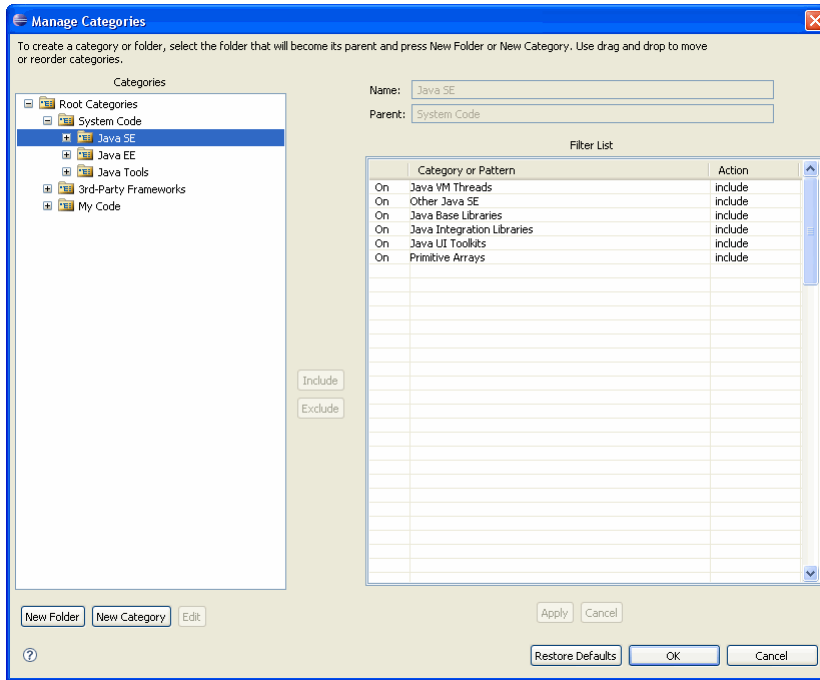 Manage Categories
To create a category or folder, select the folder that will become its parent and press New Folder or New Category. Use drag and drop to move
or reorder categories.
Categories
Root Categories
System Code
Java SE
Java EE
Java Tools
3rd-Party Frameworks
My Code
Name: Java SE
Parent: System Code
Filter List
Category or Pattern Action
On Java VM Threads include
On Other Java SE include
On Java Base Libraries include
On Java Integration Libraries include
On Java UI Toolkits include
On Primitive Arrays include
Include
Exclude
New Folder New Category Edit
Apply Cancel
? Restore Defaults OK Cancel